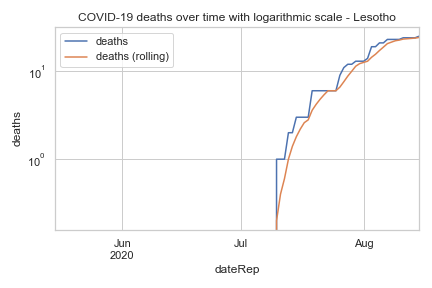 COVID-19 deaths over time with logarithmic scale - Lesotho
deaths
deaths (rolling)
10¹
10⁰
deaths
Jun
2020
Jul
Aug
dateRep